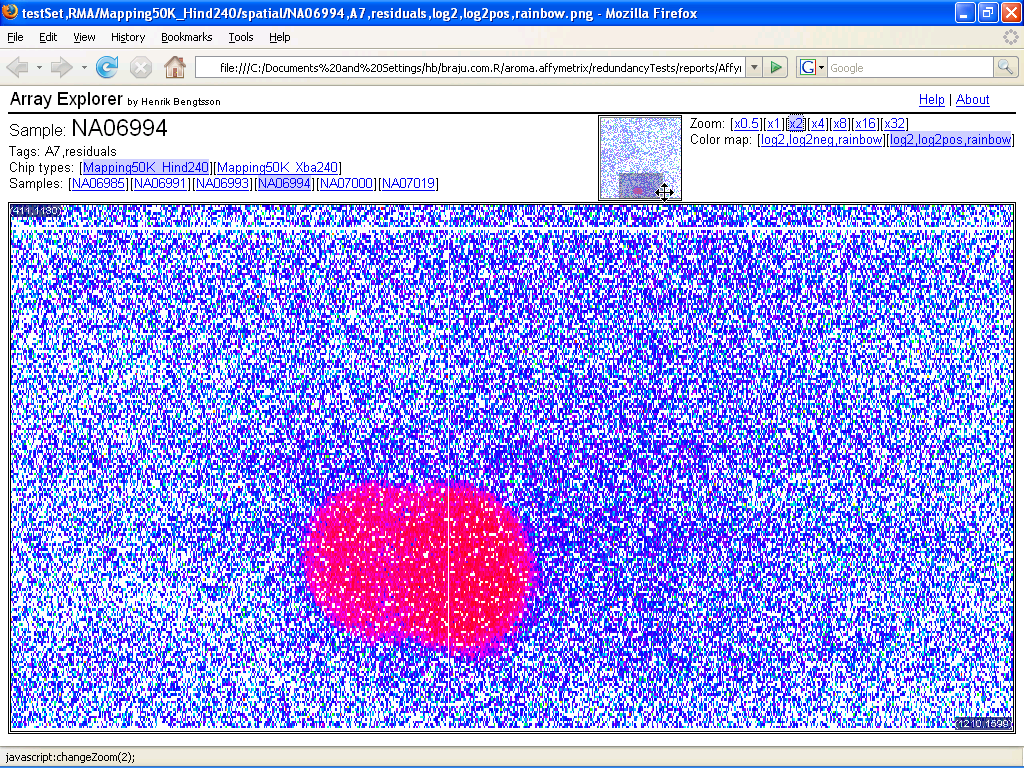 testSet,RMA/Mapping50K_Hind240/spatial/NA06994,A7,residuals,log2,log2pos,rainbow.png - Mozilla Firefox
File Edit View History Bookmarks Tools Help
file:///C:/Documents%20and%20Settings/hb/braju.com.R/aroma.affymetrix/redundancyTests/reports/Affyı
G Google
Array Explorer by Henrik Bengtsson
Help | About
Sample: NA06994
Tags: A7,residuals
Chip types: [Mapping50K_Hind240][Mapping50K_Xba240]
Samples: [NA06985][NA06991][NA06993][NA06994][NA07000][NA07019]
Zoom: [x0.5][x1][x2][x4][x8][x16][x32]
Color map: [log2,log2neg,rainbow][log2,log2pos,rainbow]
(411,1130)
(1210,1599)
javascript:changeZoom(2);